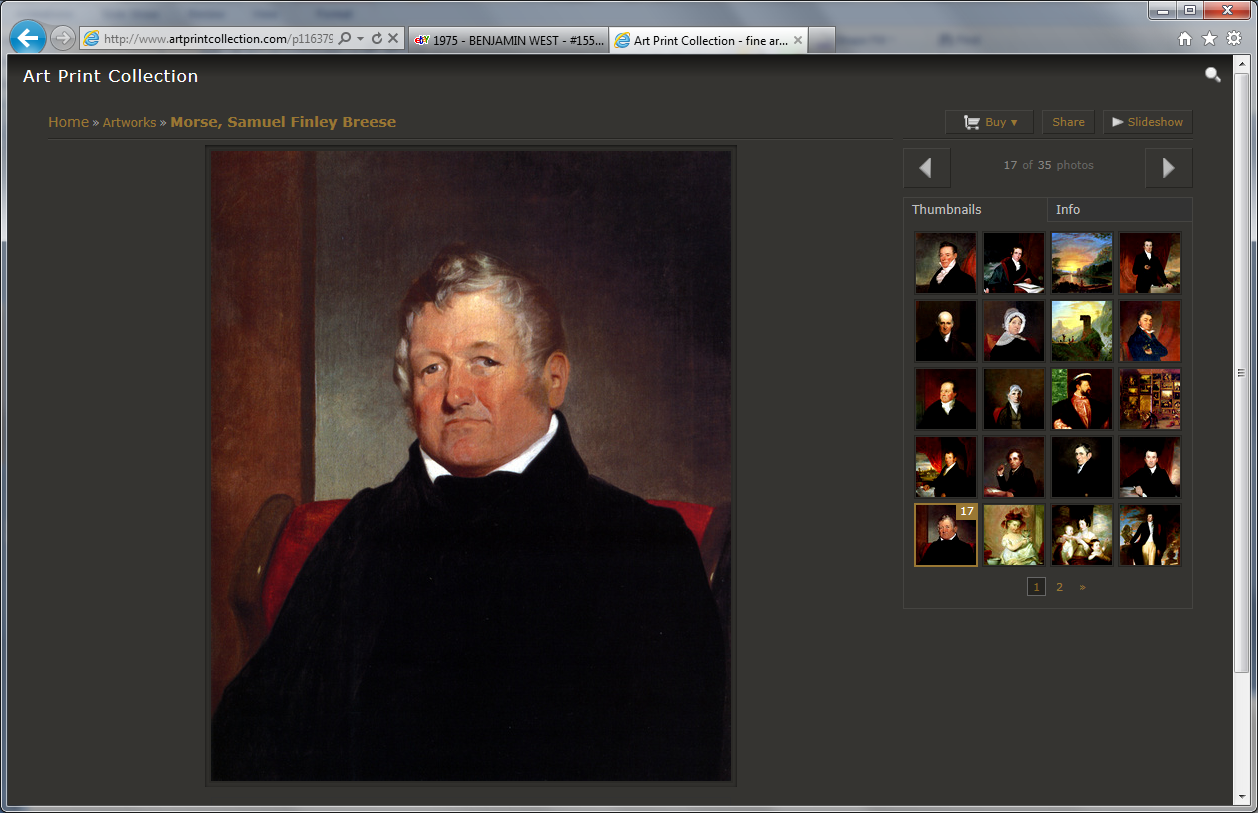 http://www.artprintcollection.com/p116379
1975 - BENJAMIN WEST - #155...
Art Print Collection - fine ar...
Art Print Collection
Home » Artworks » Morse, Samuel Finley Breese
Buy ▾
Share
Slideshow
17 of 35 photos
Thumbnails
Info
17
1 2 »